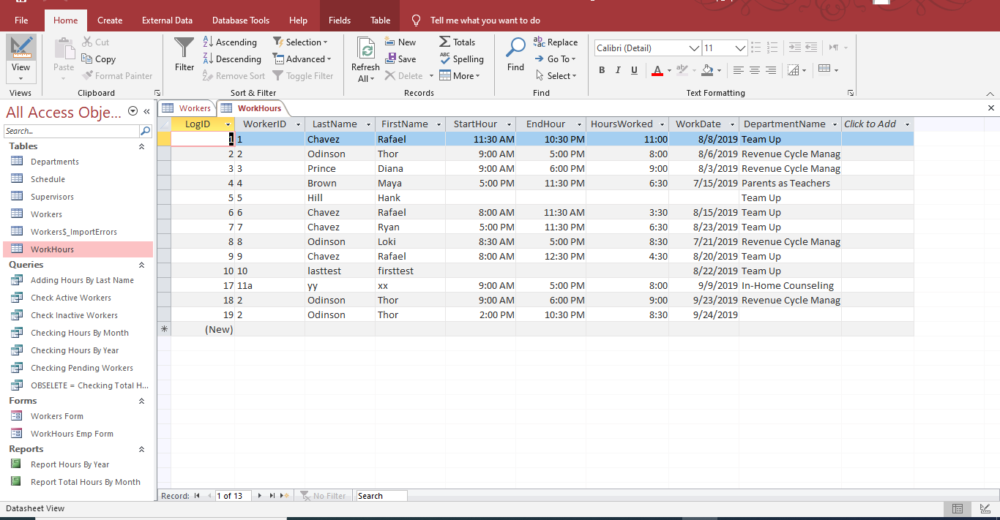 File Home Create External Data Database Tools Help Fields Table Tell me what you want to do
View Paste Cut Copy Format Painter Filter Ascending Descending Remove Sort Selection Advanced Toggle Filter Refresh All New Save Delete Totals Spelling More Find Replace Go To Select Calibri (Detail) 11 B I U A
Views Clipboard Sort & Filter Records Find Text Formatting
All Access Obje...
Search...
Tables
Departments
Schedule
Supervisors
Workers
Workers$_ImportErrors
WorkHours
Queries
Adding Hours By Last Name
Check Active Workers
Check Inactive Workers
Checking Hours By Month
Checking Hours By Year
Checking Pending Workers
OBSELETE = Checking Total H...
Forms
Workers Form
WorkHours Emp Form
Reports
Report Hours By Year
Report Total Hours By Month
Workers WorkHours
LogID WorkerID LastName FirstName StartHour EndHour HoursWorked WorkDate DepartmentName Click to Add
1 1 Chavez Rafael 11:30 AM 10:30 PM 11:00 8/8/2019 Team Up
2 2 Odinson Thor 9:00 AM 5:00 PM 8:00 8/6/2019 Revenue Cycle Manag
3 3 Prince Diana 9:00 AM 6:00 PM 9:00 8/3/2019 Revenue Cycle Manag
4 4 Brown Maya 5:00 PM 11:30 PM 6:30 7/15/2019 Parents as Teachers
5 5 Hill Hank Team Up
6 6 Chavez Rafael 8:00 AM 11:30 AM 3:30 8/15/2019 Team Up
7 7 Chavez Ryan 5:00 PM 11:30 PM 6:30 8/23/2019 Team Up
8 8 Odinson Loki 8:30 AM 5:00 PM 8:30 7/21/2019 Revenue Cycle Manag
9 9 Chavez Rafael 8:00 AM 12:30 PM 4:30 8/20/2019 Team Up
10 10 lasttest firsttest 8/22/2019 Team Up
17 11a yy xx 9:00 AM 5:00 PM 8:00 9/9/2019 In-Home Counseling
18 2 Odinson Thor 9:00 AM 6:00 PM 9:00 9/23/2019 Revenue Cycle Manag
19 2 Odinson Thor 2:00 PM 10:30 PM 8:30 9/24/2019
(New)
Record: 1 of 13 No Filter Search
Datasheet View